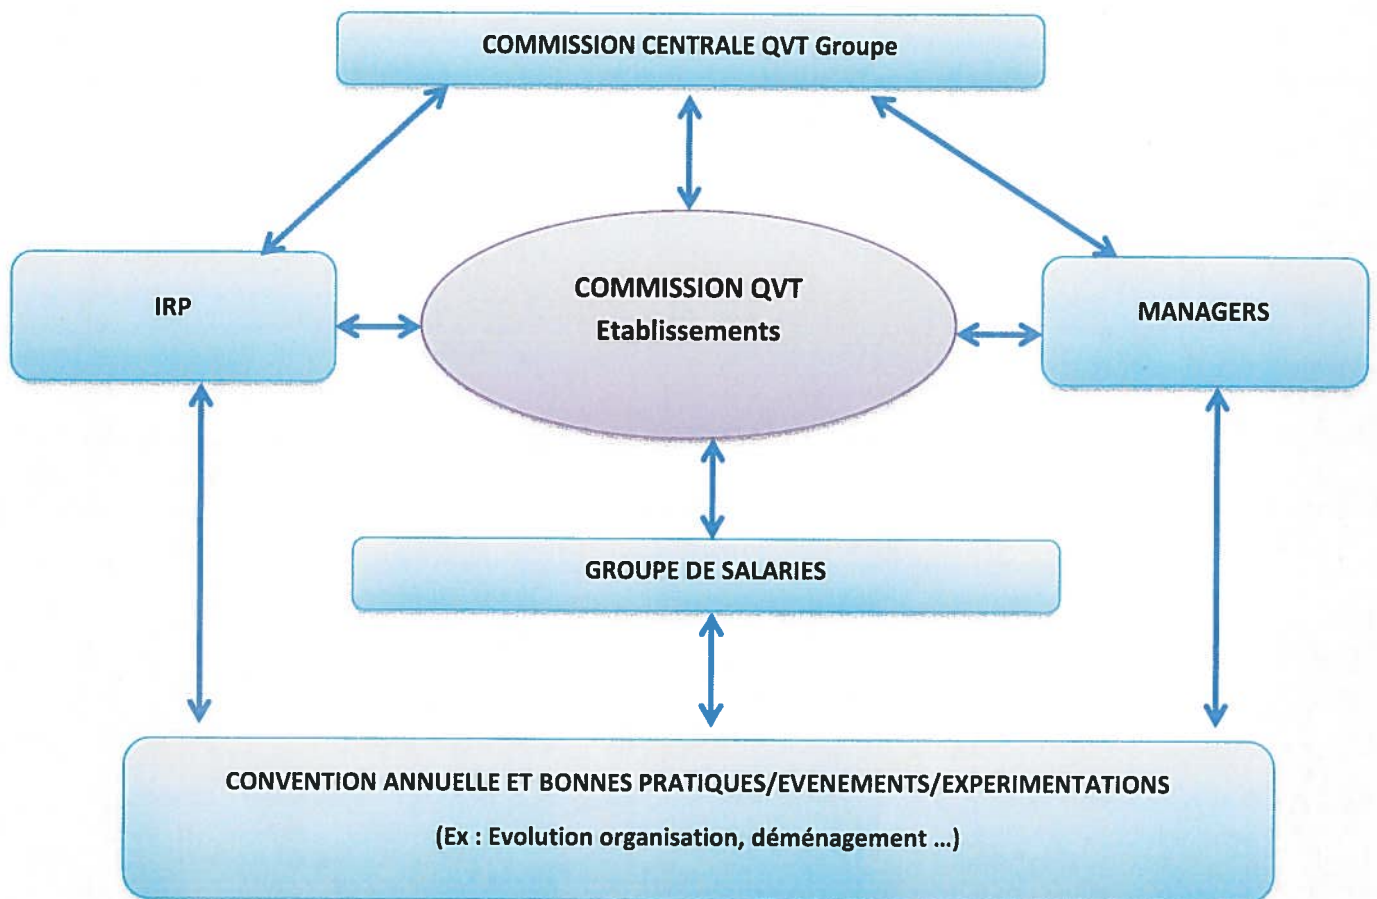 COMMISSION CENTRALE QVT Groupe
IRP
COMMISSION QVT
Etablissements
MANAGERS
GROUPE DE SALARIES
CONVENTION ANNUELLE ET BONNES PRATIQUES/EVENEMENTS/EXPERIMENTATIONS
(Ex : Evolution organisation, déménagement ...)